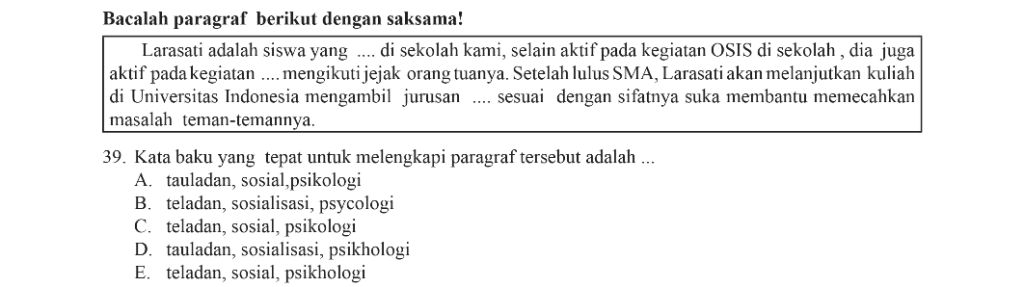 Bacalah paragraf berikut dengan saksama!
Larasati adalah siswa yang .... di sekolah kami, selain aktif pada kegiatan OSIS di sekolah , dia juga
aktif pada kegiatan .... mengikuti jejak orang tuanya. Setelah lulus SMA, Larasati akan melanjutkan kuliah
di Universitas Indonesia mengambil jurusan .... sesuai dengan sifatnya suka membantu memecahkan
masalah teman-temannya.
39. Kata baku yang tepat untuk melengkapi paragraf tersebut adalah ...
A. tauladan, sosial,psikologi
B. teladan, sosialisasi, psycologi
C. teladan, sosial, psikologi
D. tauladan, sosialisasi, psikhologi
E. teladan, sosial, psikhologi